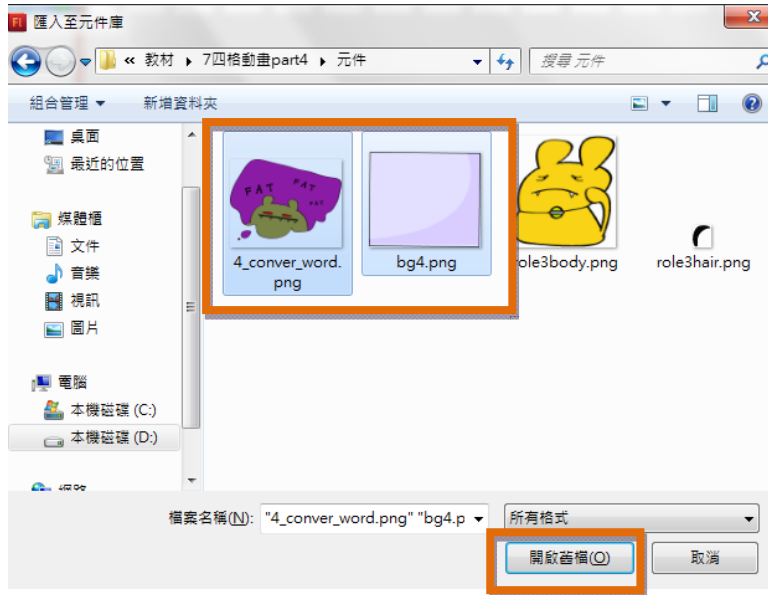 FL 匯入至元件庫
« 教材 ▸ 7四格動畫part4 ▸ 元件
搜尋 元件
組合管理 ▼ 新增資料夾
桌面
最近的位置
媒體櫃
文件
音樂
視訊
圖片
電腦
本機磁碟 (C:)
本機磁碟 (D:)
網路
FAT FAT FAT
4_conver_word.
png
bg4.png
role3body.png
role3hair.png
檔案名稱(N): "4_conver_word.png" "bg4.p
所有格式
開啟舊檔(O) 取消